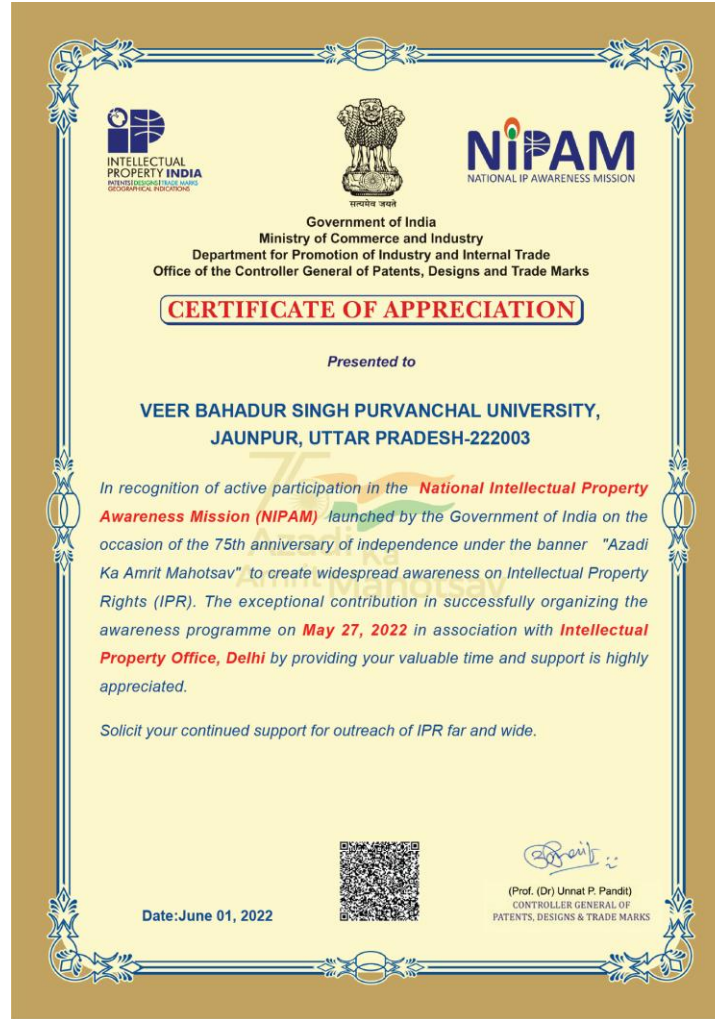 INTELLECTUAL
PROPERTY INDIA
PATENTS | DESIGNS | TRADE MARKS
GEOGRAPHICAL INDICATIONS
सत्यमेव जयते
NiPAM
NATIONAL IP AWARENESS MISSION
Government of India
Ministry of Commerce and Industry
Department for Promotion of Industry and Internal Trade
Office of the Controller General of Patents, Designs and Trade Marks
CERTIFICATE OF APPRECIATION
Presented to
VEER BAHADUR SINGH PURVANCHAL UNIVERSITY,
JAUNPUR, UTTAR PRADESH-222003
75
Azadi Ka
Amrit Mahotsav
In recognition of active participation in the National Intellectual Property
Awareness Mission (NIPAM) launched by the Government of India on the
occasion of the 75th anniversary of independence under the banner "Azadi
Ka Amrit Mahotsav" to create widespread awareness on Intellectual Property
Rights (IPR). The exceptional contribution in successfully organizing the
awareness programme on May 27, 2022 in association with Intellectual
Property Office, Delhi by providing your valuable time and support is highly
appreciated.
Solicit your continued support for outreach of IPR far and wide.
Date:June 01, 2022
(Prof. (Dr) Unnat P. Pandit)
CONTROLLER GENERAL OF
PATENTS, DESIGNS & TRADE MARKS